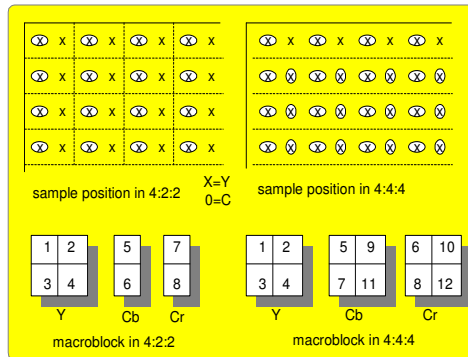 X x X x X x X x
X x X x X x X x
X x X x X x X x
X x X x X x X x
sample position in 4:2:2
X x X x X x X x
X X X X X X X X
X X X X X X X X
X X X X X X X X
sample position in 4:4:4
X=Y
0=C
1 2 5 7
3 4 6 8
Y Cb Cr
macroblock in 4:2:2
1 2 5 9 6 10
3 4 7 11 8 12
Y Cb Cr
macroblock in 4:4:4